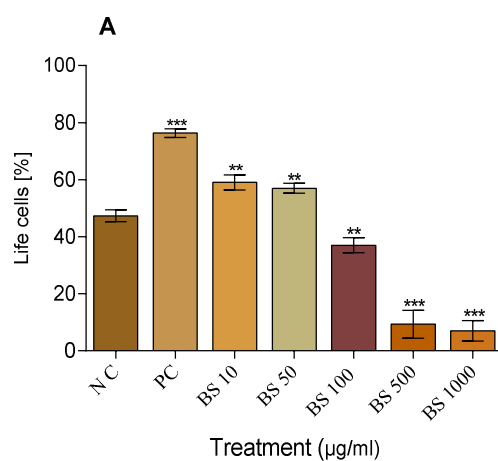 A
100
80
60
40
20
0
Life cells [%]
***
**
**
**
***
***
N C
PC
BS 10
BS 50
BS 100
BS 500
BS 1000
Treatment (µg/ml)